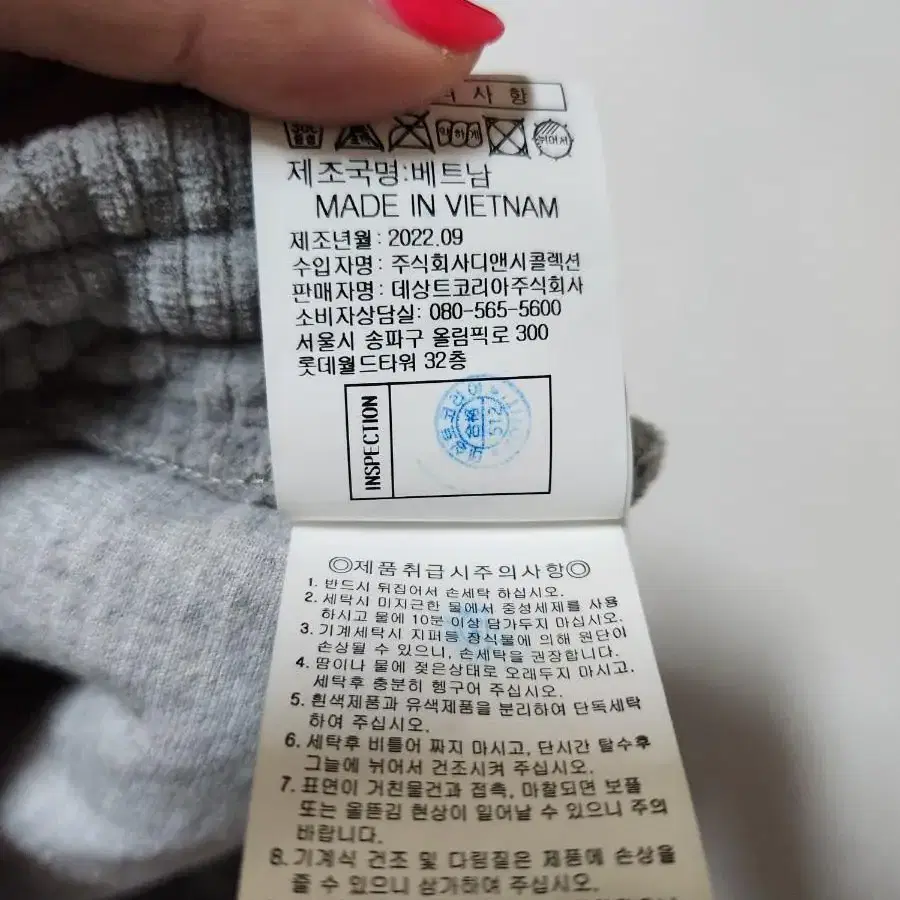 사 항
약하게
뉘어서
제조국명:베트남
MADE IN VIETNAM
제조년월: 2022.09
수입자명: 주식회사디앤시콜렉션
판매자명: 데상트코리아주식회사
소비자상담실: 080-565-5600
서울시 송파구 올림픽로 300
롯데월드타워 32층
INSPECTION
합격
512
◎제품취급시주의사항◎
1. 반드시 뒤집어서 손세탁 하십시오.
2. 세탁시 미지근한 물에서 중성세제를 사용
하시고 물에 10분 이상 담가두지 마십시오.
3. 기계세탁시 지퍼등 장식물에 의해 원단이
손상될 수 있으니, 손세탁을 권장합니다.
4. 땀이나 물에 젖은상태로 오래두지 마시고,
세탁후 충분히 헹구어 주십시오.
5. 흰색제품과 유색제품을 분리하여 단독세탁
하여 주십시오.
6. 세탁후 비틀어 짜지 마시고, 단시간 탈수후
그늘에 뉘어서 건조시켜 주십시오.
7. 표면이 거친물건과 접촉, 마찰되면 보풀
또는 올뜯김 현상이 일어날 수 있으니 주의
바랍니다.
8. 기계식 건조 및 다림질은 제품에 손상을
줄 수 있으니 삼가하여 주십시오.